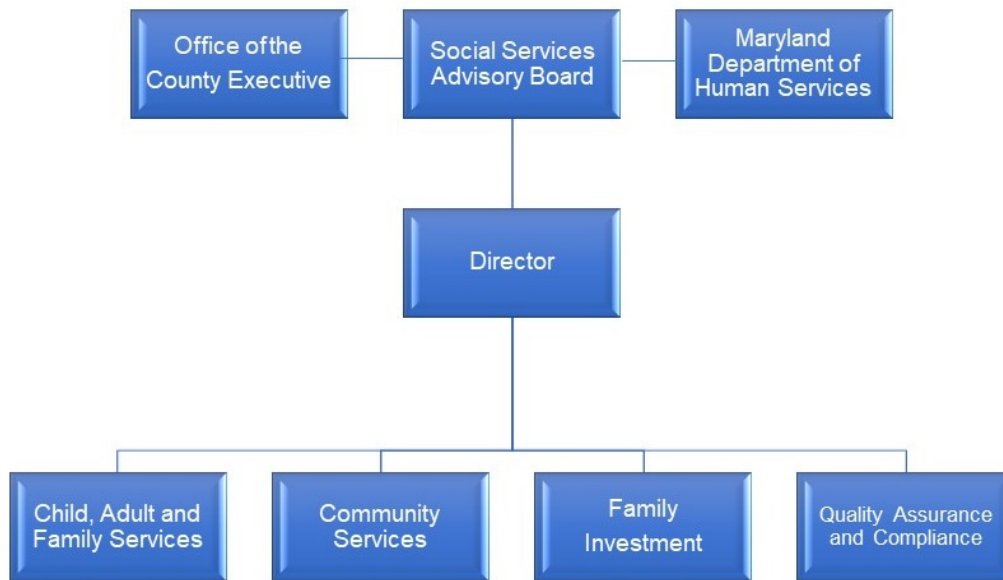 Office of the
County Executive
Social Services
Advisory Board
Maryland
Department of
Human Services
Director
Child, Adult and
Family Services
Community
Services
Family
Investment
Quality Assurance
and Compliance